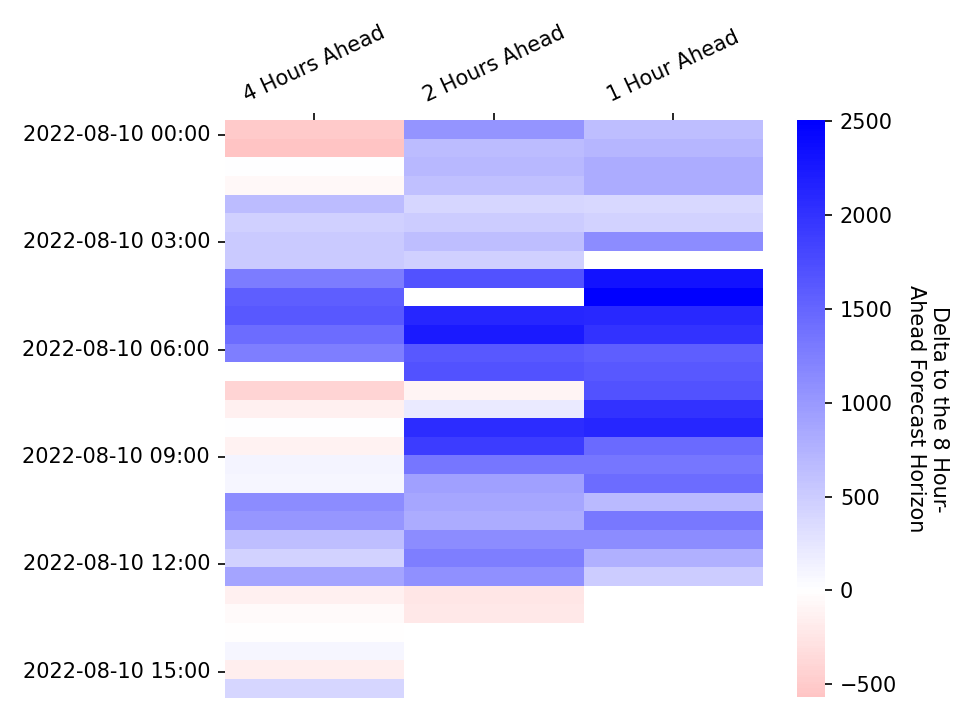 4 Hours Ahead
2 Hours Ahead
1 Hour Ahead
2022-08-10 00:00
2022-08-10 03:00
2022-08-10 06:00
2022-08-10 09:00
2022-08-10 12:00
2022-08-10 15:00
2500
2000
1500
1000
500
0
−500
Delta to the 8 Hour-
Ahead Forecast Horizon